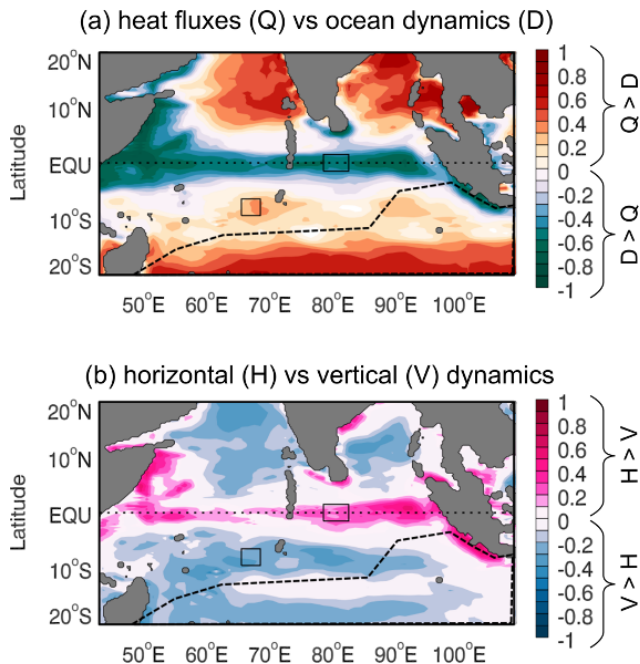 (a) heat fluxes (Q) vs ocean dynamics (D)
20°N
10°N
EQU
10°S
20°S
Latitude
50°E 60°E 70°E 80°E 90°E 100°E
1
0.8
0.6
0.4
0.2
0
-0.2
-0.4
-0.6
-0.8
-1
Q > D
D > Q
(b) horizontal (H) vs vertical (V) dynamics
20°N
10°N
EQU
10°S
20°S
Latitude
50°E 60°E 70°E 80°E 90°E 100°E
1
0.8
0.6
0.4
0.2
0
-0.2
-0.4
-0.6
-0.8
-1
H > V
V > H